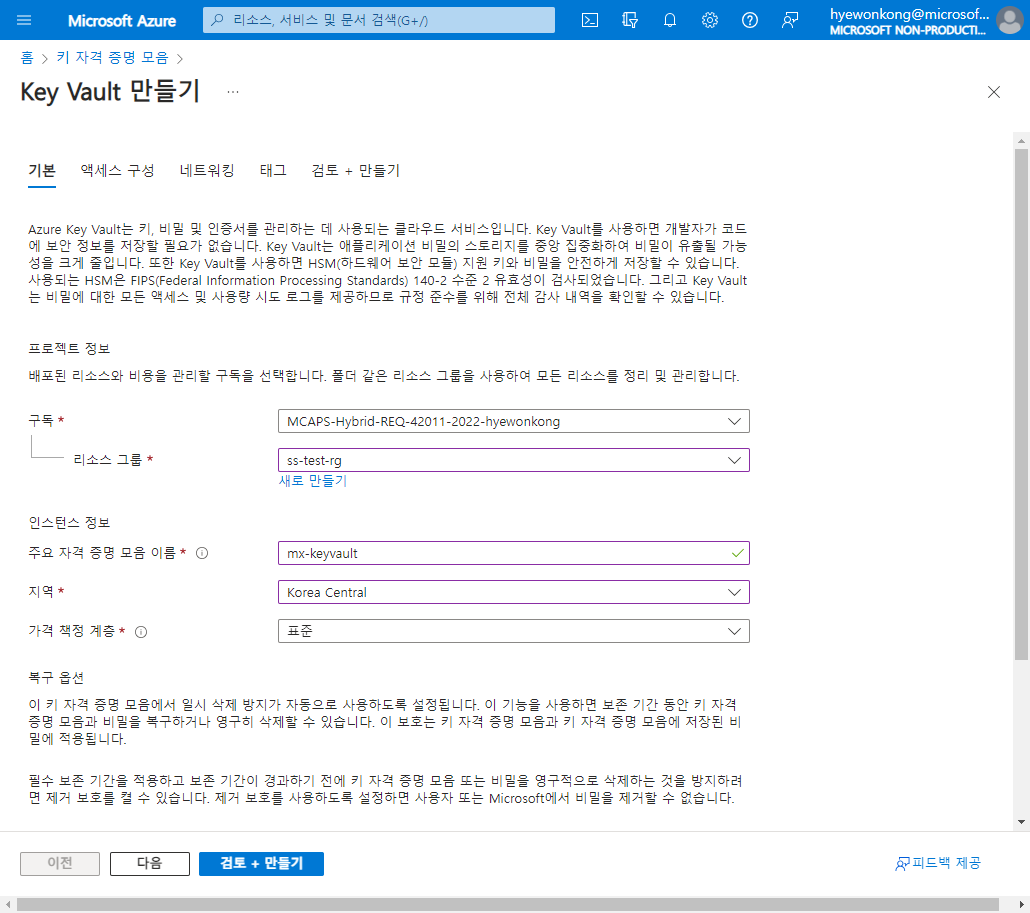 Microsoft Azure
리소스, 서비스 및 문서 검색(G+/)
hyewonkong@microsof...
MICROSOFT NON-PRODUCTI...
홈 > 키 자격 증명 모음 >
Key Vault 만들기 ...
기본 액세스 구성 네트워킹 태그 검토 + 만들기
Azure Key Vault는 키, 비밀 및 인증서를 관리하는 데 사용되는 클라우드 서비스입니다. Key Vault를 사용하면 개발자가 코드
에 보안 정보를 저장할 필요가 없습니다. Key Vault는 애플리케이션 비밀의 스토리지를 중앙 집중화하여 비밀이 유출될 가능
성을 크게 줄입니다. 또한 Key Vault를 사용하면 HSM(하드웨어 보안 모듈) 지원 키와 비밀을 안전하게 저장할 수 있습니다.
사용되는 HSM은 FIPS(Federal Information Processing Standards) 140-2 수준 2 유효성이 검사되었습니다. 그리고 Key Vault
는 비밀에 대한 모든 액세스 및 사용량 시도 로그를 제공하므로 규정 준수를 위해 전체 감사 내역을 확인할 수 있습니다.
프로젝트 정보
배포된 리소스와 비용을 관리할 구독을 선택합니다. 폴더 같은 리소스 그룹을 사용하여 모든 리소스를 정리 및 관리합니다.
구독 * MCAPS-Hybrid-REQ-42011-2022-hyewonkong
리소스 그룹 * ss-test-rg
새로 만들기
인스턴스 정보
주요 자격 증명 모음 이름 * mx-keyvault
지역 * Korea Central
가격 책정 계층 * 표준
복구 옵션
이 키 자격 증명 모음에서 일시 삭제 방지가 자동으로 사용하도록 설정됩니다. 이 기능을 사용하면 보존 기간 동안 키 자격
증명 모음과 비밀을 복구하거나 영구히 삭제할 수 있습니다. 이 보호는 키 자격 증명 모음과 키 자격 증명 모음에 저장된 비
밀에 적용됩니다.
필수 보존 기간을 적용하고 보존 기간이 경과하기 전에 키 자격 증명 모음 또는 비밀을 영구적으로 삭제하는 것을 방지하려
면 제거 보호를 켤 수 있습니다. 제거 보호를 사용하도록 설정하면 사용자 또는 Microsoft에서 비밀을 제거할 수 없습니다.
이전 다음 검토 + 만들기 피드백 제공